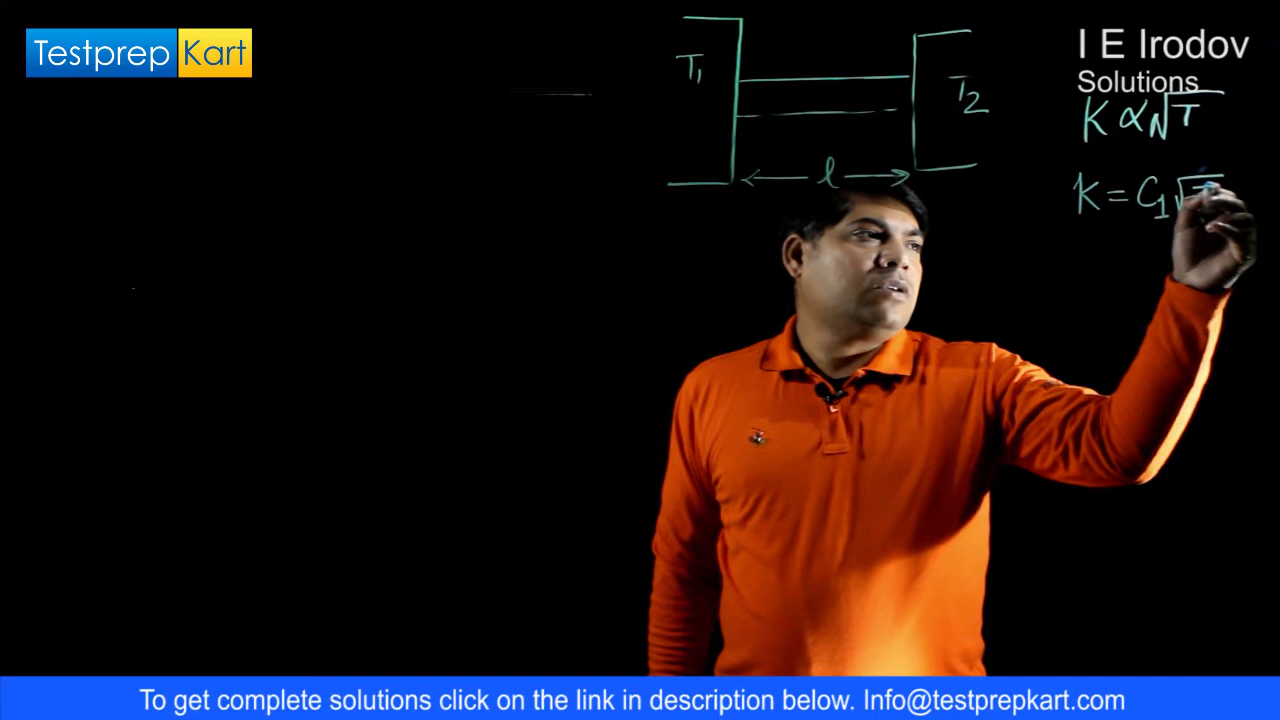 Testprep Kart
I E Irodov
Solutions
T1
T2
l
K ∝ √T
K = C1√T
To get complete solutions click on the link in description below. Info@testprepkart.com